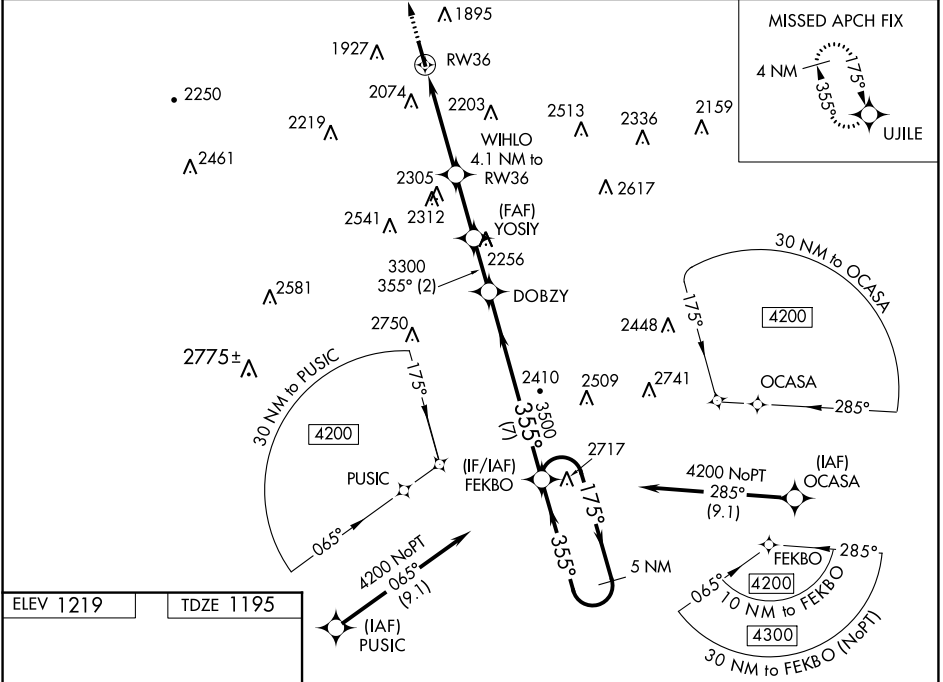 1895
1927
RW36
MISSED APCH FIX
4 NM
175°
355°
UJILE
2250
2074
2203
2513
2336
2159
2219
WIHLO
4.1 NM to
RW36
2461
2305
2312
2617
2541
(FAF)
YOSIY
2256
3300
355° (2)
DOBZY
30 NM to OCASA
175°
4200
2581
2750
2448
2775±
30 NM to PUSIC
175°
4200
2410
2509
2741
OCASA
285°
3500
355°
(7)
2717
PUSIC
(IF/IAF)
FEKBO
175°
4200 NoPT
285°
(9.1)
(IAF)
OCASA
065°
355°
5 NM
4200 NoPT
065°
(9.1)
FEKBO
285°
065°
4200
10 NM to FEKBO
4300
30 NM to FEKBO (NoPT)
ELEV 1219
TDZE 1195
(IAF)
PUSIC